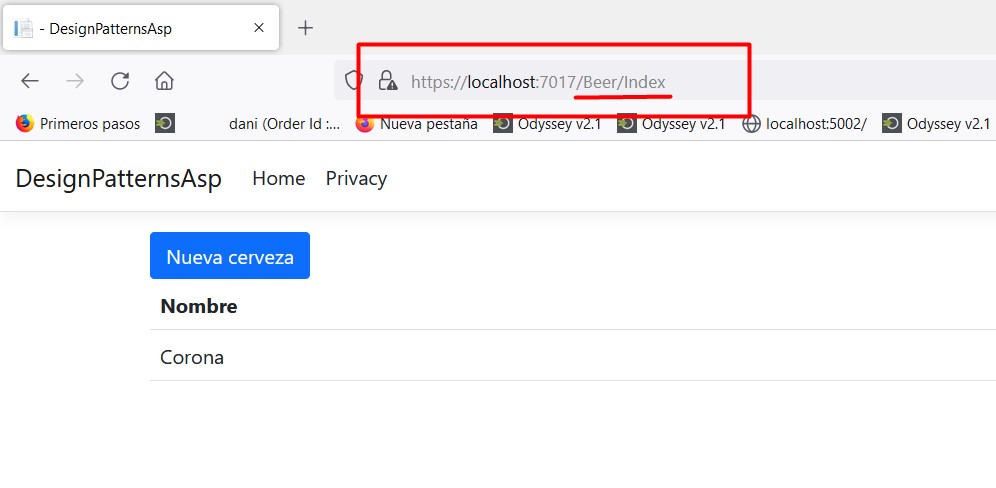 - DesignPatternsAsp
https://localhost:7017/Beer/Index
Primeros pasos dani (Order Id :... Nueva pestaña Odyssey v2.1 Odyssey v2.1 localhost:5002/ Odyssey v2.1
DesignPatternsAsp Home Privacy
Nueva cerveza
Nombre
Corona